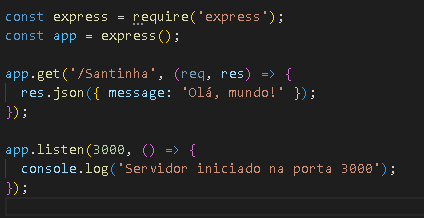 const express = require('express');
const app = express();
app.get('/Santinha', (req, res) => {
res.json({ message: 'Olá, mundo!' });
});
app.listen(3000, () => {
console.log('Servidor iniciado na porta 3000');
});